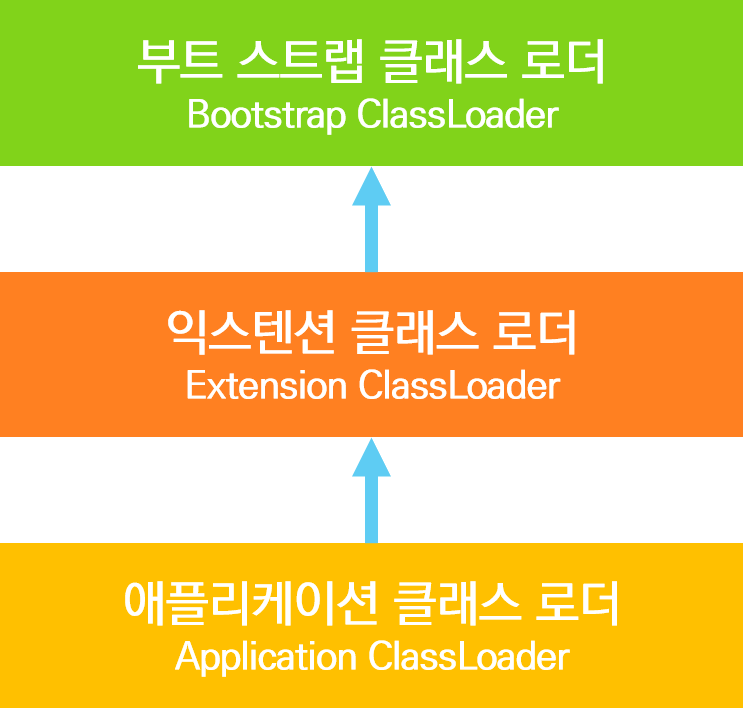 부트 스트랩 클래스 로더
Bootstrap ClassLoader
익스텐션 클래스 로더
Extension ClassLoader
애플리케이션 클래스 로더
Application ClassLoader